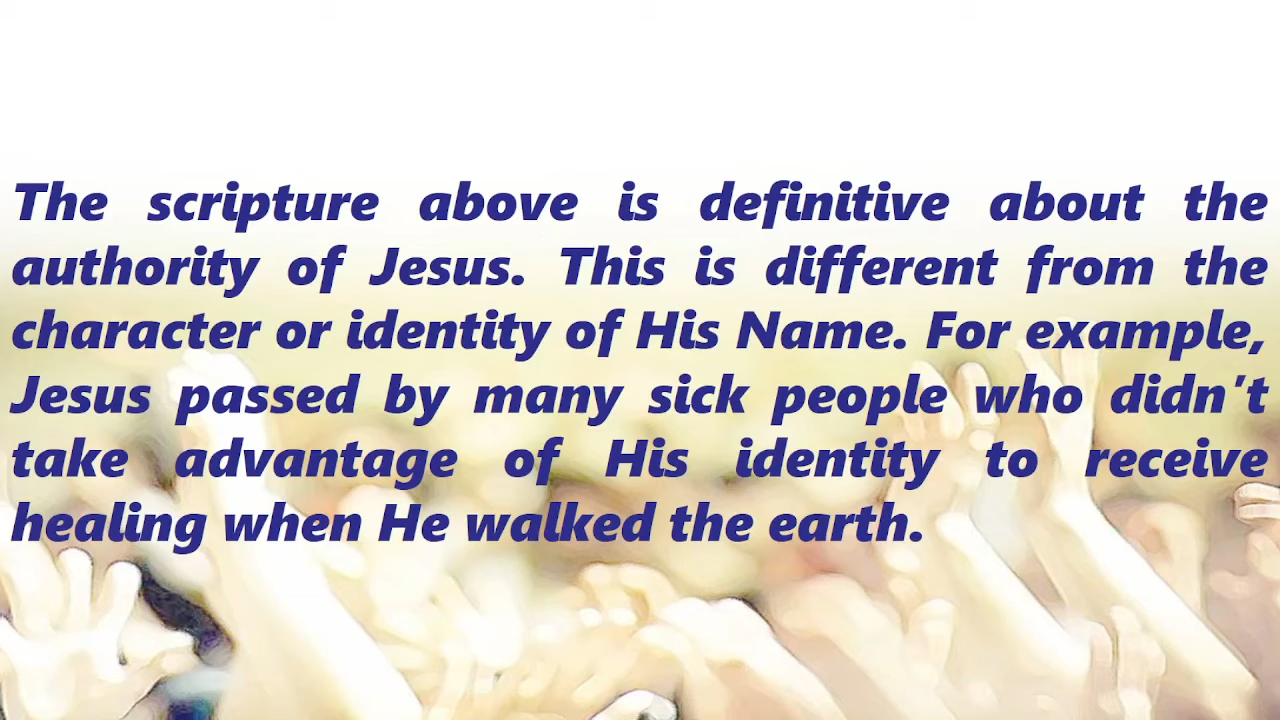 The scripture above is definitive about the
authority of Jesus. This is different from the
character or identity of His Name. For example,
Jesus passed by many sick people who didn't
take advantage of His identity to receive
healing when He walked the earth.